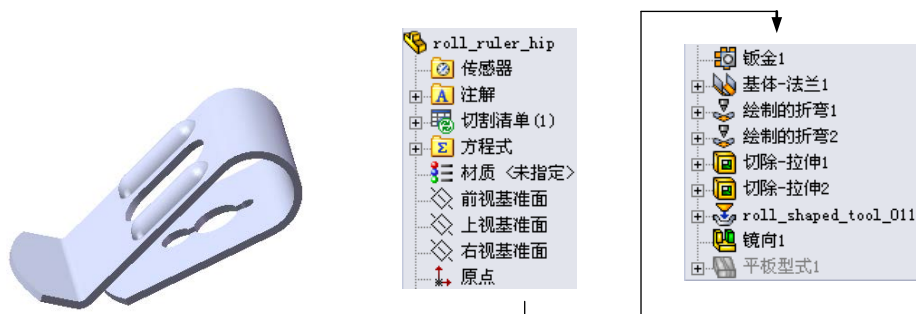 roll_ruler_hip
传感器
注解
切割清单(1)
方程式
材质 <未指定>
前视基准面
上视基准面
右视基准面
原点
钣金1
基体-法兰1
绘制的折弯1
绘制的折弯2
切除-拉伸1
切除-拉伸2
roll_shaped_tool_011
镜向1
平板型式1